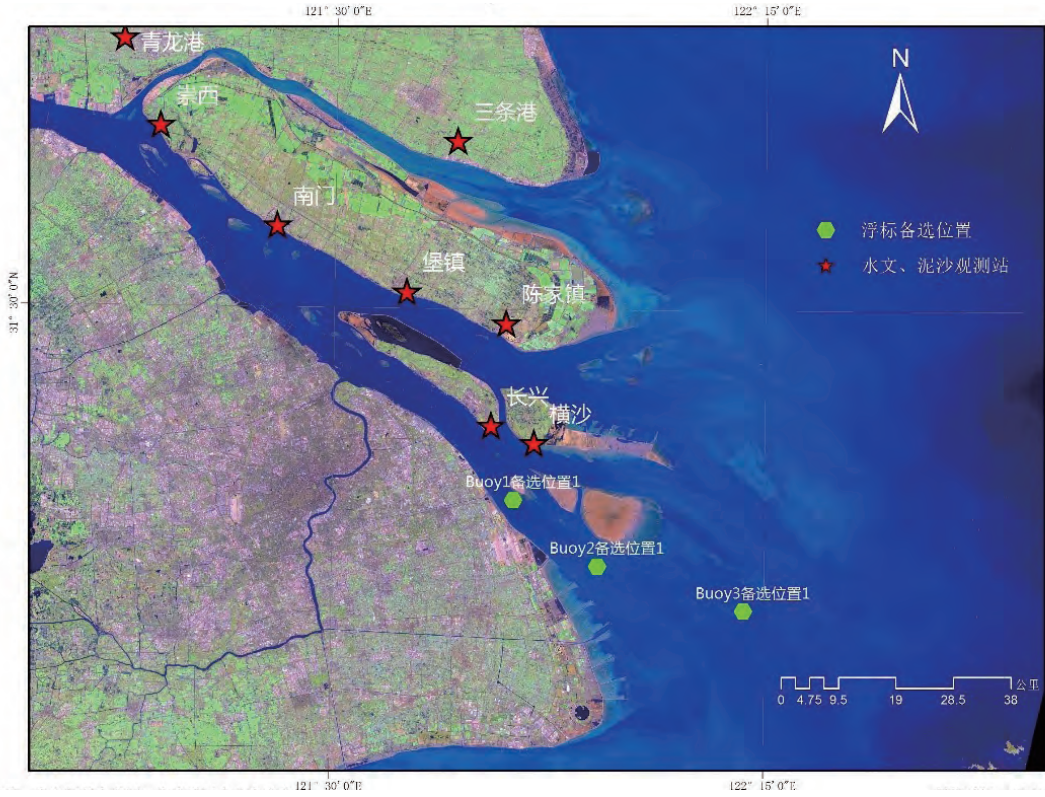 121° 30′ 0″E
122° 15′ 0″E
青龙港
N
崇西
三条港
南门
浮标备选位置
堡镇
水文、泥沙观测站
陈家镇
31° 30′ 0″N
长兴
横沙
Buoy1备选位置1
Buoy2备选位置1
Buoy3备选位置1
公里
0 4.75 9.5 19 28.5 38
121° 30′ 0″E
122° 15′ 0″E